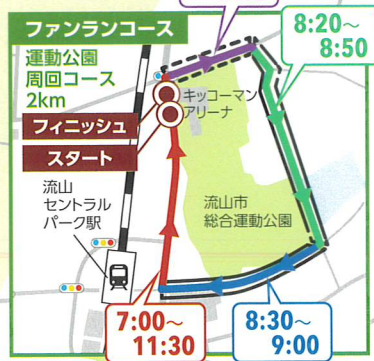 ファンランコース
運動公園
周回コース
2km
8:20～
8:50
キッコーマン
アリーナ
フィニッシュ
スタート
流山
セントラル
パーク駅
流山市
総合運動公園
7:00～
11:30
8:30～
9:00